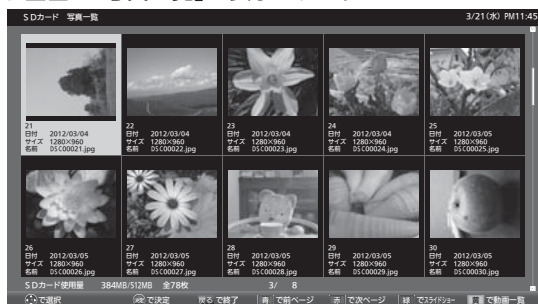 SDカード 写真一覧 3/21(水) PM11:45
21
日付 2012/03/04
サイズ 1280×960
名前 DSC00021.jpg
22
日付 2012/03/04
サイズ 1280×960
名前 DSC00022.jpg
23
日付 2012/03/04
サイズ 1280×960
名前 DSC00023.jpg
24
日付 2012/03/04
サイズ 1280×960
名前 DSC00024.jpg
25
日付 2012/03/05
サイズ 1280×960
名前 DSC00025.jpg
26
日付 2012/03/05
サイズ 1280×960
名前 DSC00026.jpg
27
日付 2012/03/05
サイズ 1280×960
名前 DSC00027.jpg
28
日付 2012/03/05
サイズ 1280×960
名前 DSC00028.jpg
29
日付 2012/03/05
サイズ 1280×960
名前 DSC00029.jpg
30
日付 2012/03/05
サイズ 1280×960
名前 DSC00030.jpg
SDカード使用量 384MB/512MB 全78枚 3/ 8
で選択 決定 で決定 戻る で終了 青 で前ページ 赤 で次ページ 緑 でスライドショー 黄 で動画一覧